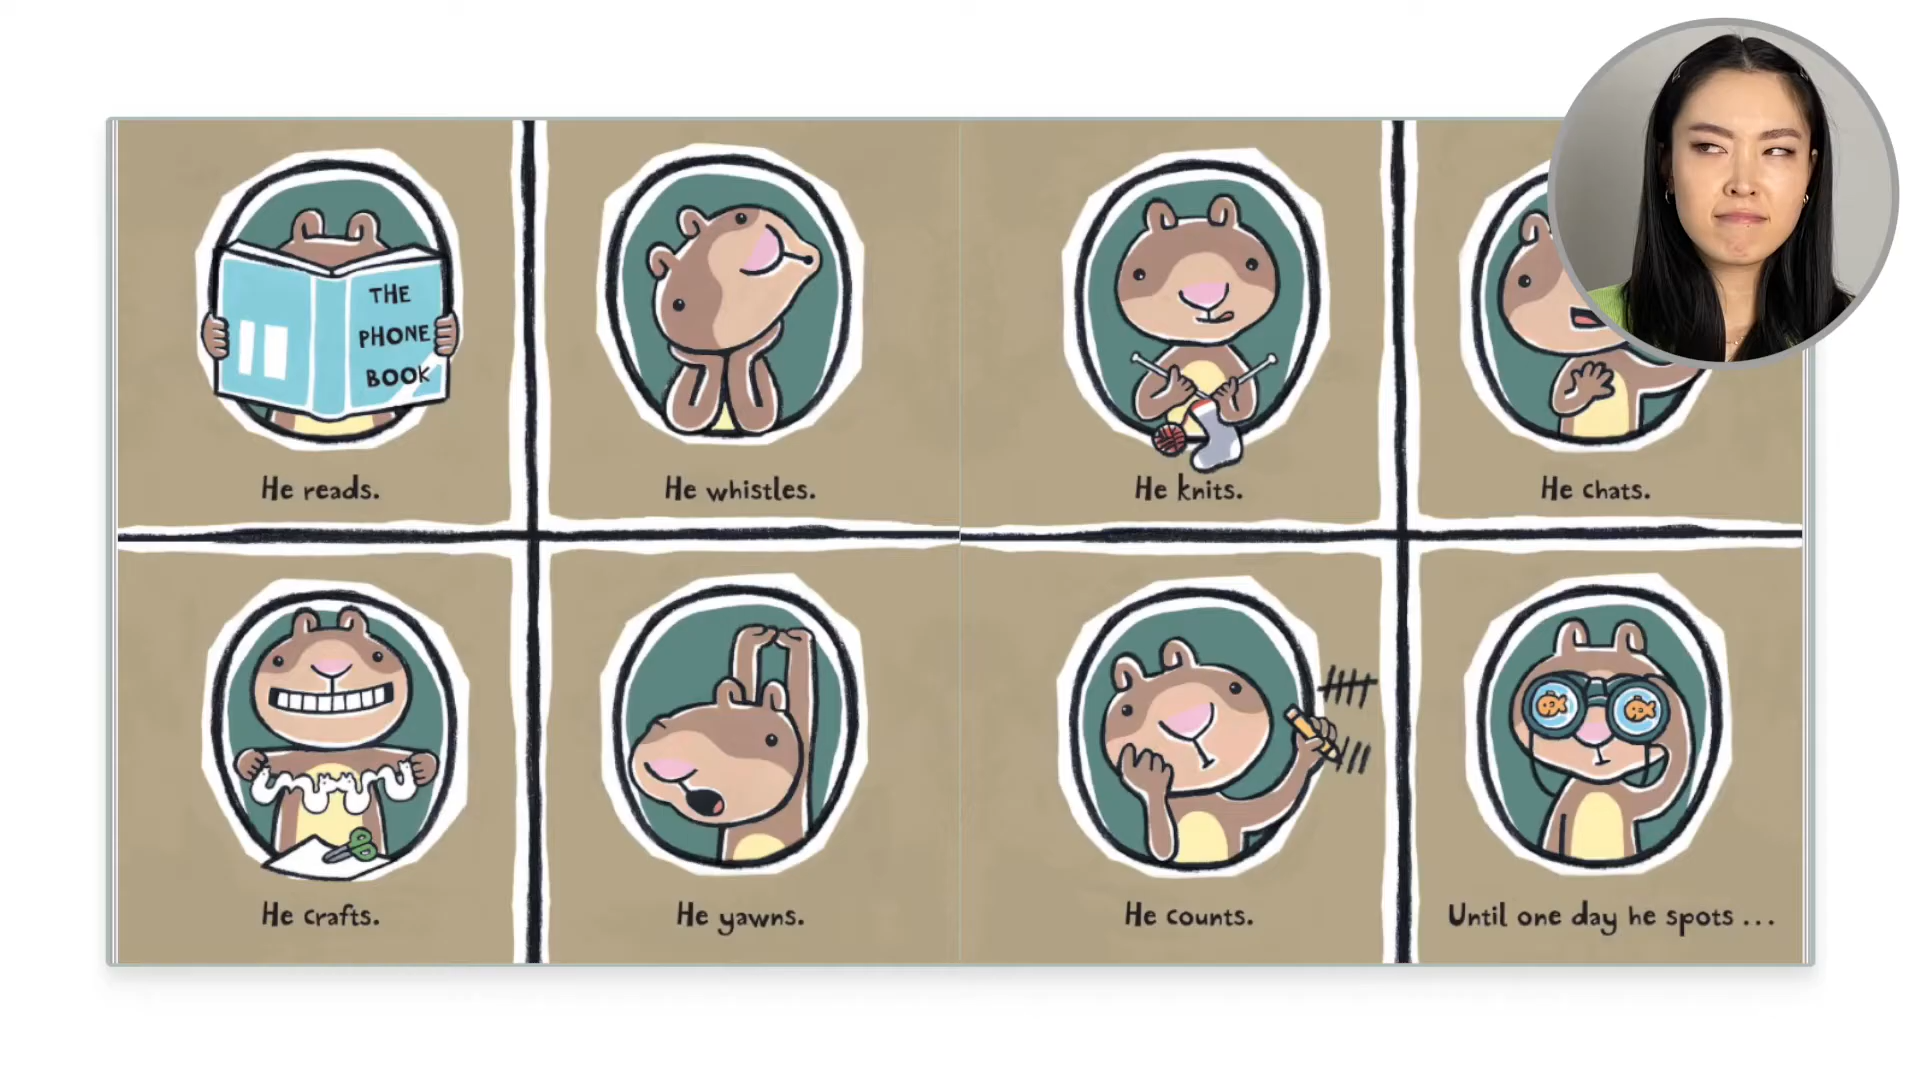 THE
PHONE
BOOK
He reads.
He whistles.
He knits.
He chats.
He crafts.
He yawns.
He counts.
Until one day he spots ...